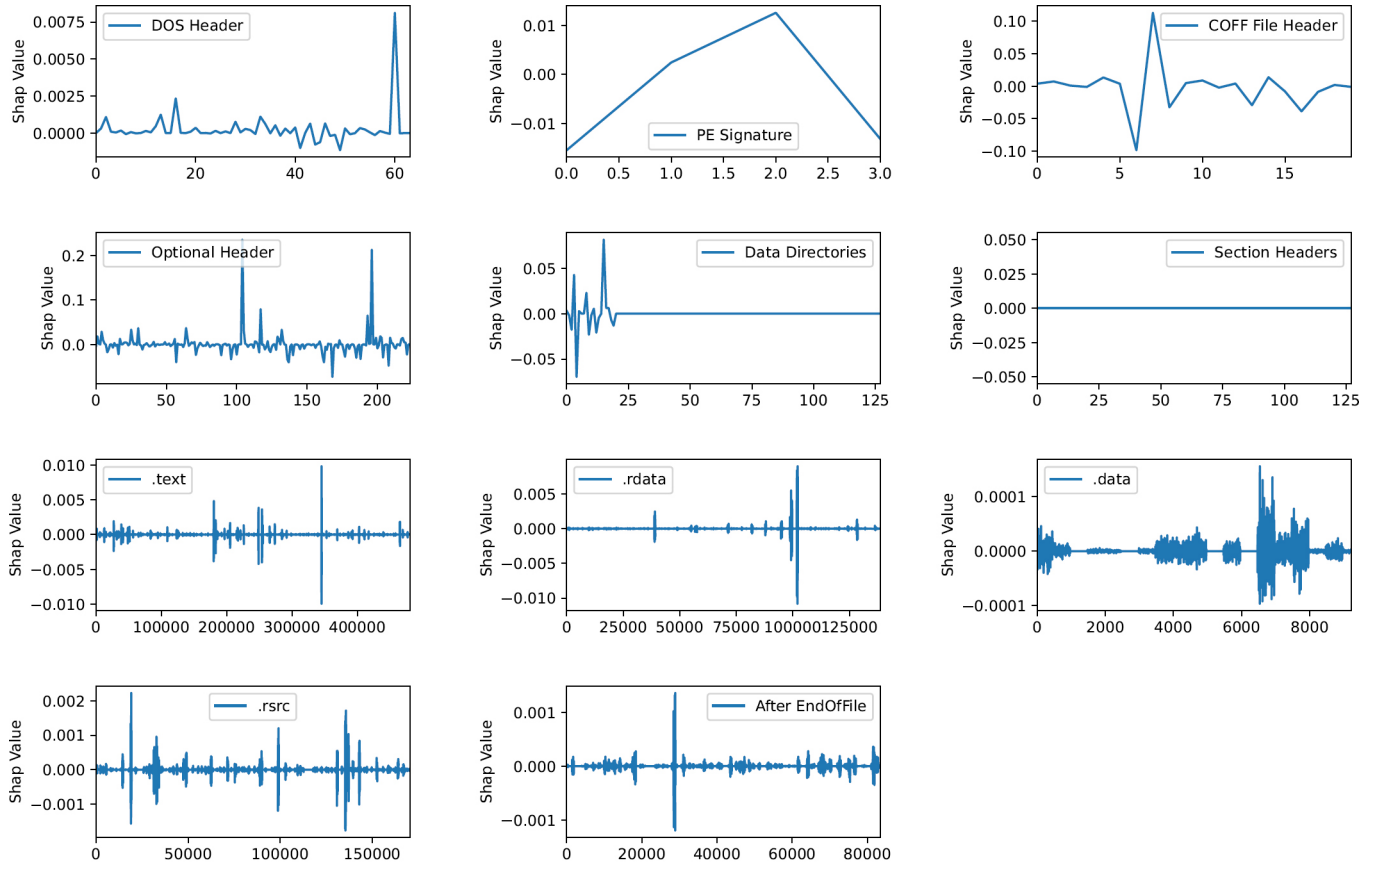 Shap Value
0.0075
0.0050
0.0025
0.0000
DOS Header
0 20 40 60
Shap Value
0.01
0.00
−0.01
PE Signature
0.0 0.5 1.0 1.5 2.0 2.5 3.0
Shap Value
0.10
0.05
0.00
−0.05
−0.10
COFF File Header
0 5 10 15
Shap Value
0.2
0.1
0.0
Optional Header
0 50 100 150 200
Shap Value
0.05
0.00
−0.05
Data Directories
0 25 50 75 100 125
Shap Value
0.050
0.025
0.000
−0.025
−0.050
Section Headers
0 25 50 75 100 125
Shap Value
0.010
0.005
0.000
−0.005
−0.010
.text
0 100000 200000 300000 400000
Shap Value
0.005
0.000
−0.005
−0.010
.rdata
0 25000 50000 75000 100000 125000
Shap Value
0.0001
0.0000
−0.0001
.data
0 2000 4000 6000 8000
Shap Value
0.002
0.001
0.000
−0.001
.rsrc
0 50000 100000 150000
Shap Value
0.001
0.000
−0.001
After EndOfFile
0 20000 40000 60000 80000